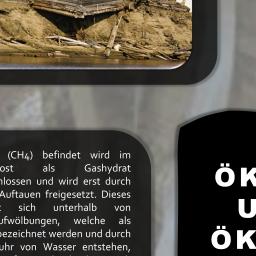 (CH4) befindet wird im
ost als Gashydrat
hlossen und wird erst durch
Auftauen freigesetzt. Dieses
sich unterhalb von
ufwölbungen, welche als
bezeichnet werden und durch
uhr von Wasser entstehen,
ÖK
U
ÖK